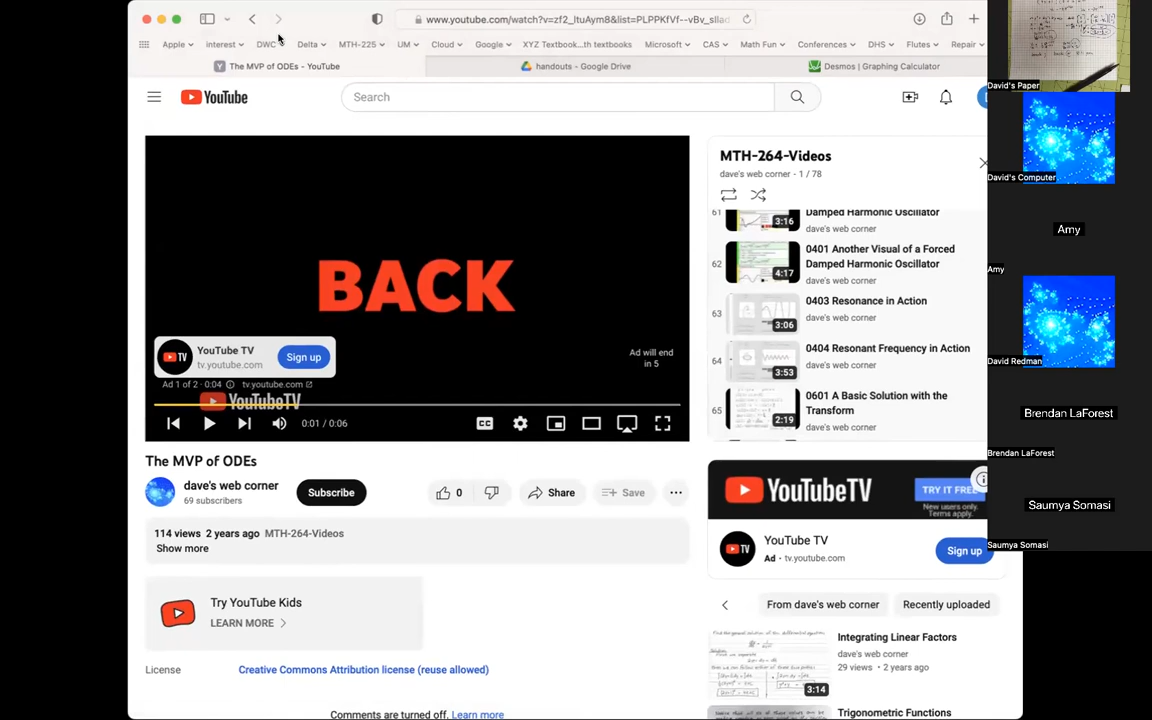 www.youtube.com/watch?v=zf2_ltuAym8&list=PLPPKfVf--vBv_sllad
Apple Interest DWC Delta MTH-225 UM Cloud Google XYZ Textbook...th textbooks Microsoft CAS Math Fun Conferences DHS Flutes Repair
The MVP of ODEs - YouTube
handouts - Google Drive
Desmos | Graphing Calculator
YouTube
Search
BACK
YouTube TV
tv.youtube.com
Sign up
Ad will end
in 5
Ad 1 of 2 · 0:04 tv.youtube.com
YouTubeTV
0:01 / 0:06
CC
The MVP of ODEs
dave's web corner
69 subscribers
Subscribe
0
Share
Save
114 views 2 years ago MTH-264-Videos
Show more
Try YouTube Kids
LEARN MORE
License
Creative Commons Attribution license (reuse allowed)
Comments are turned off. Learn more
MTH-264-Videos
dave's web corner - 1 / 78
61
3:16
Damped Harmonic Oscillator
dave's web corner
62
4:17
0401 Another Visual of a Forced
Damped Harmonic Oscillator
dave's web corner
63
3:06
0403 Resonance in Action
dave's web corner
64
3:53
0404 Resonant Frequency in Action
dave's web corner
65
2:19
0601 A Basic Solution with the
Transform
dave's web corner
YouTubeTV
TRY IT FREE
New users only.
Terms apply.
YouTube TV
Ad · tv.youtube.com
Sign up
From dave's web corner
Recently uploaded
3:14
Integrating Linear Factors
dave's web corner
29 views • 2 years ago
Trigonometric Functions
David's Paper
David's Computer
Amy
Amy
David Redman
Brendan LaForest
Brendan LaForest
Saumya Somasi
Saumya Somasi